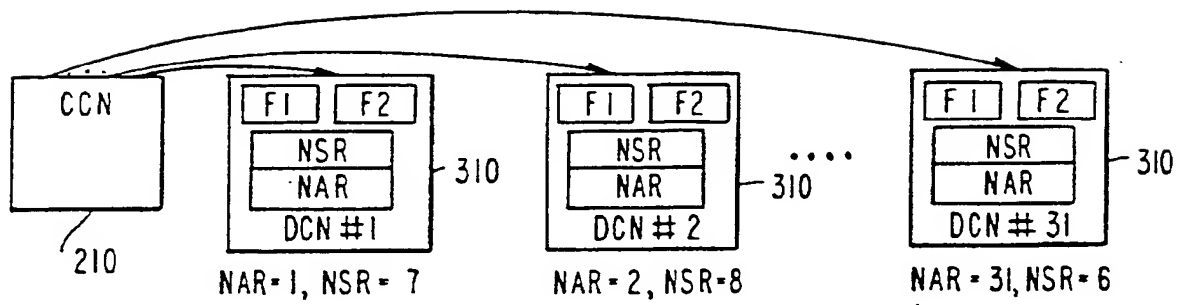 CCN
210
F1 F2
NSR
NAR
DCN #1
310
NAR=1, NSR= 7
F1 F2
NSR
NAR
DCN # 2
310
NAR=2, NSR=8
....
F1 F2
NSR
NAR
DCN # 31
310
NAR=31, NSR=6